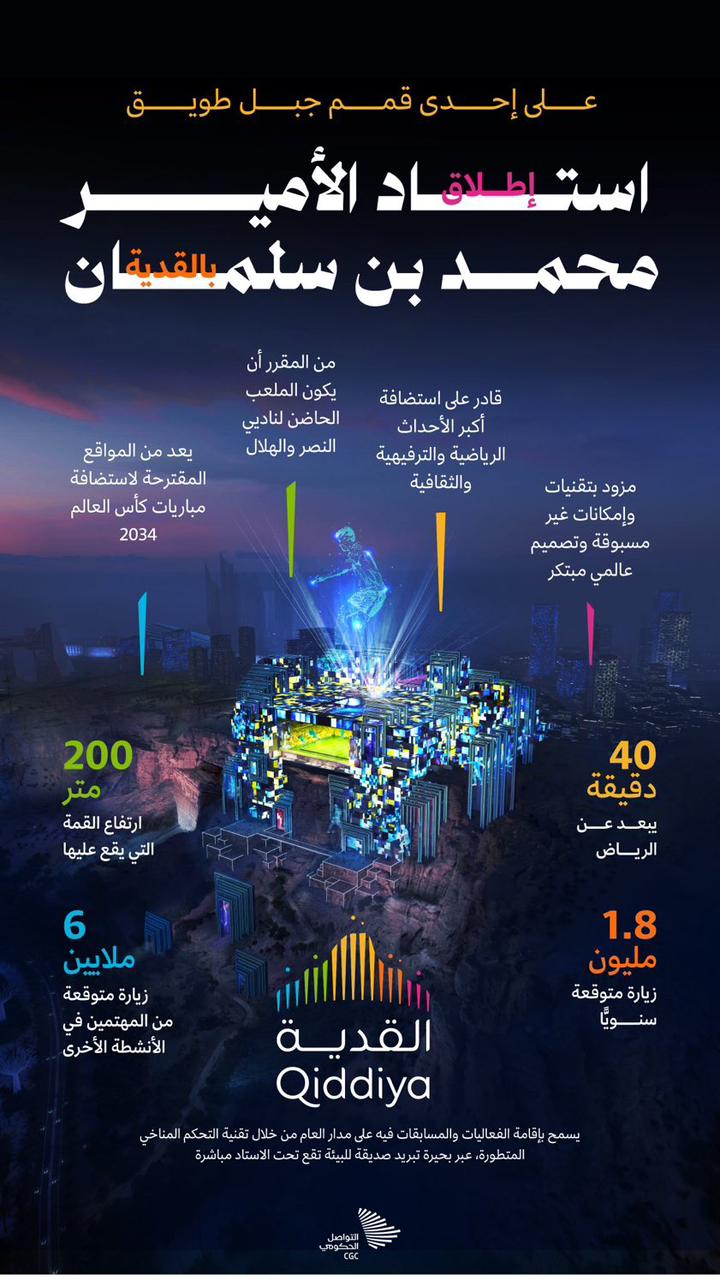 على إحدى قمم جبل طويق
إطلاق
استاد الأمير
محمد بن سلمان
بالقدية
مزود بتقنيات
وإمكانات غير
مسبوقة وتصميم
عالمي مبتكر
قادر على استضافة
أكبر الأحداث
الرياضية والترفيهية
والثقافية
من المقرر أن
يكون الملعب
الحاضن لناديي
النصر والهلال
يعد من المواقع
المقترحة لاستضافة
مباريات كأس العالم
2034
40
دقيقة
يبعد عن
الرياض
200
متر
ارتفاع القمة
التي يقع عليها
1.8
مليون
زيارة متوقعة
سنويًّا
6
ملايين
زيارة متوقعة
من المهتمين في
الأنشطة الأخرى
القدية
Qiddiya
يسمح بإقامة الفعاليات والمسابقات فيه على مدار العام من خلال تقنية التحكم المناخي
المتطورة، عبر بحيرة تبريد صديقة للبيئة تقع تحت الاستاد مباشرة
التواصل
الحكومي
CGC